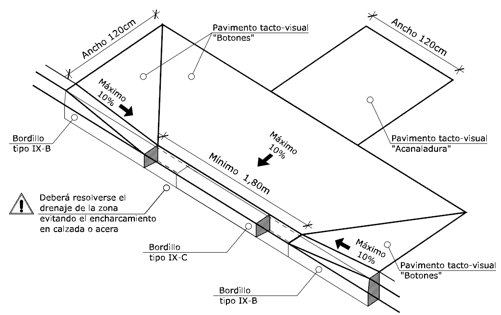 Ancho 120cm
Pavimento tacto-visual
"Botones"
Ancho 120cm
Máximo
10%
Pavimento tacto-visual
"Acanaladura"
Bordillo
tipo IX-B
Máximo
10%
Mínimo 1,80m
Deberá resolverse el
drenaje de la zona
evitando el encharcamiento
en calzada o acera
Máximo
10%
Bordillo
tipo IX-C
Pavimento tacto-visual
"Botones"
Bordillo
tipo IX-B